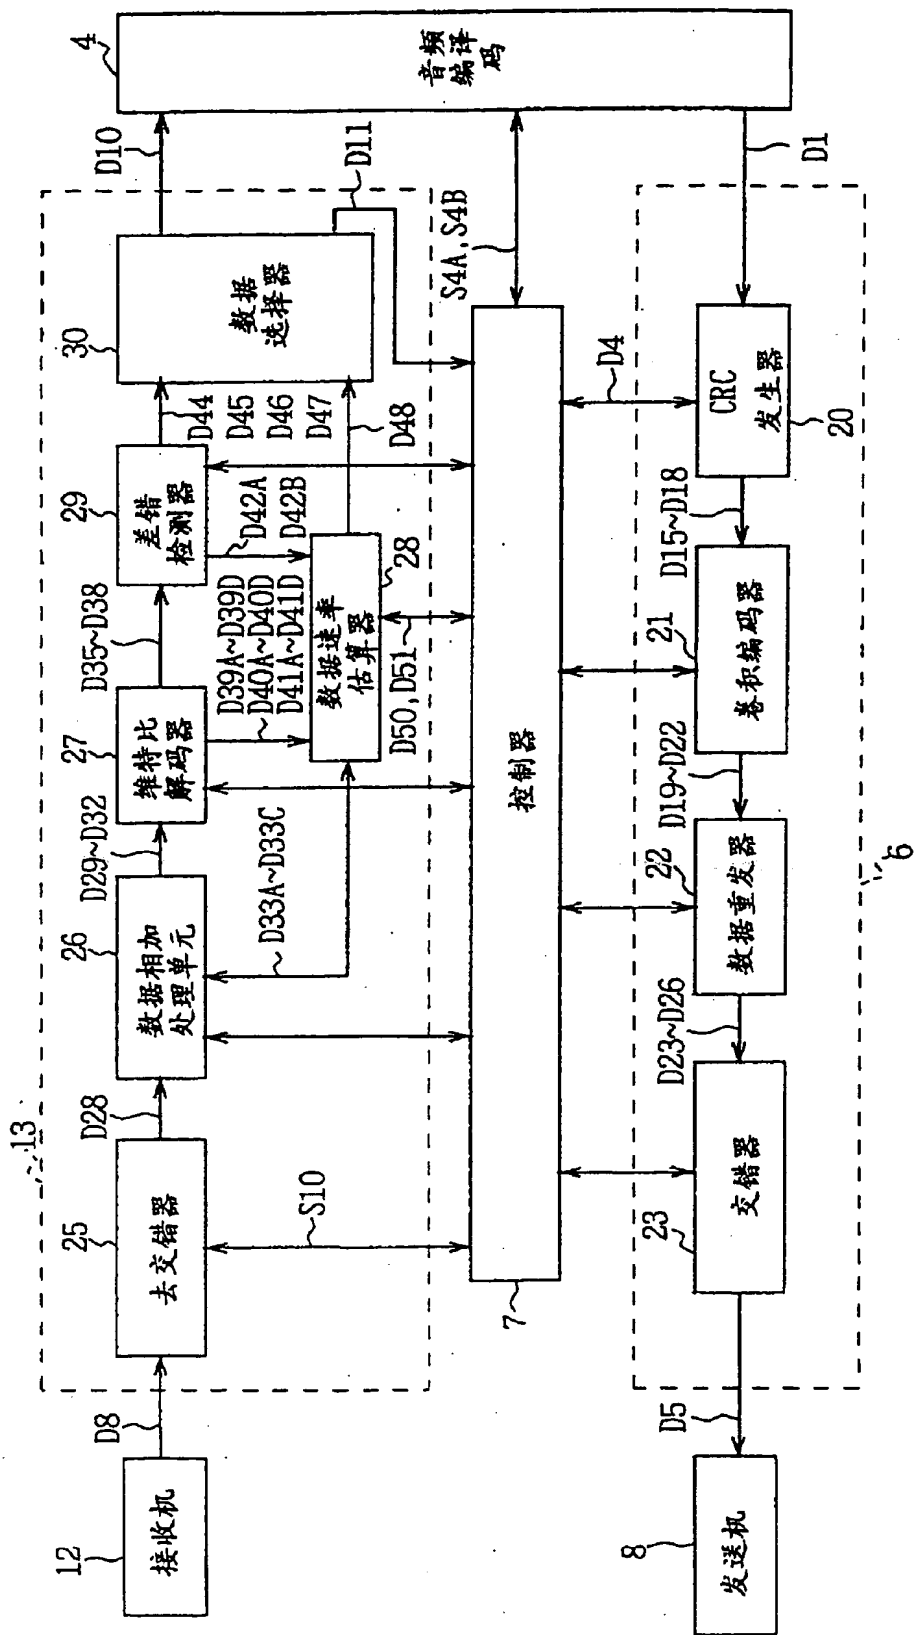 13
12
接收机
D8
25
去交错器
D28
26
数据相加
处理单元
D29~D32
27
维特比
解码器
D35~D38
29
差错
检测器
D44
D45
D46
D47
30
数据
选择器
D10
4
音频
编译
码
D11
S10
D33A~D33C
D39A~D39D
D40A~D40D
D41A~D41D
D42A
D42B
数据速率
估算器
28
D48
D50,D51
7
控制器
S4A,S4B
D4
D1
CRC
发生器
20
D15~D18
21
卷积编码器
D19~D22
22
数据重发器
D23~D26
23
交错器
D5
8
发送机
6